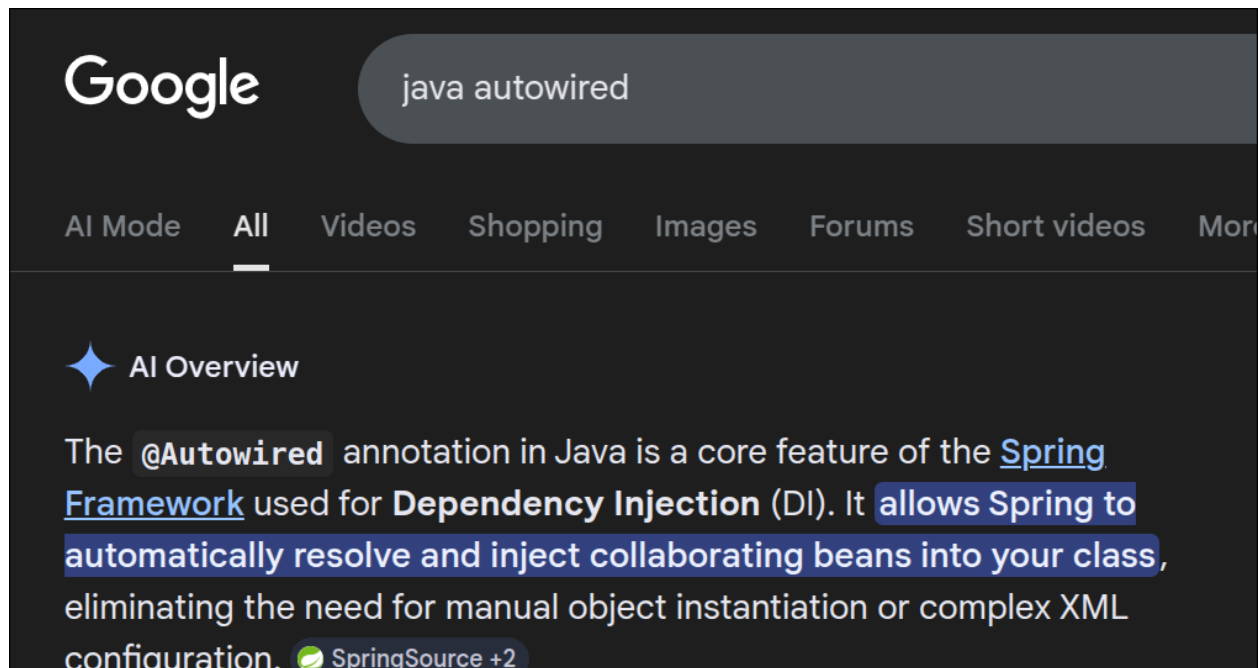 Google
java autowired
AI Mode All Videos Shopping Images Forums Short videos
AI Overview
The @Autowired annotation in Java is a core feature of the Spring
Framework used for Dependency Injection (DI). It allows Spring to
automatically resolve and inject collaborating beans into your class,
eliminating the need for manual object instantiation or complex XML
configuration. SpringSource +2